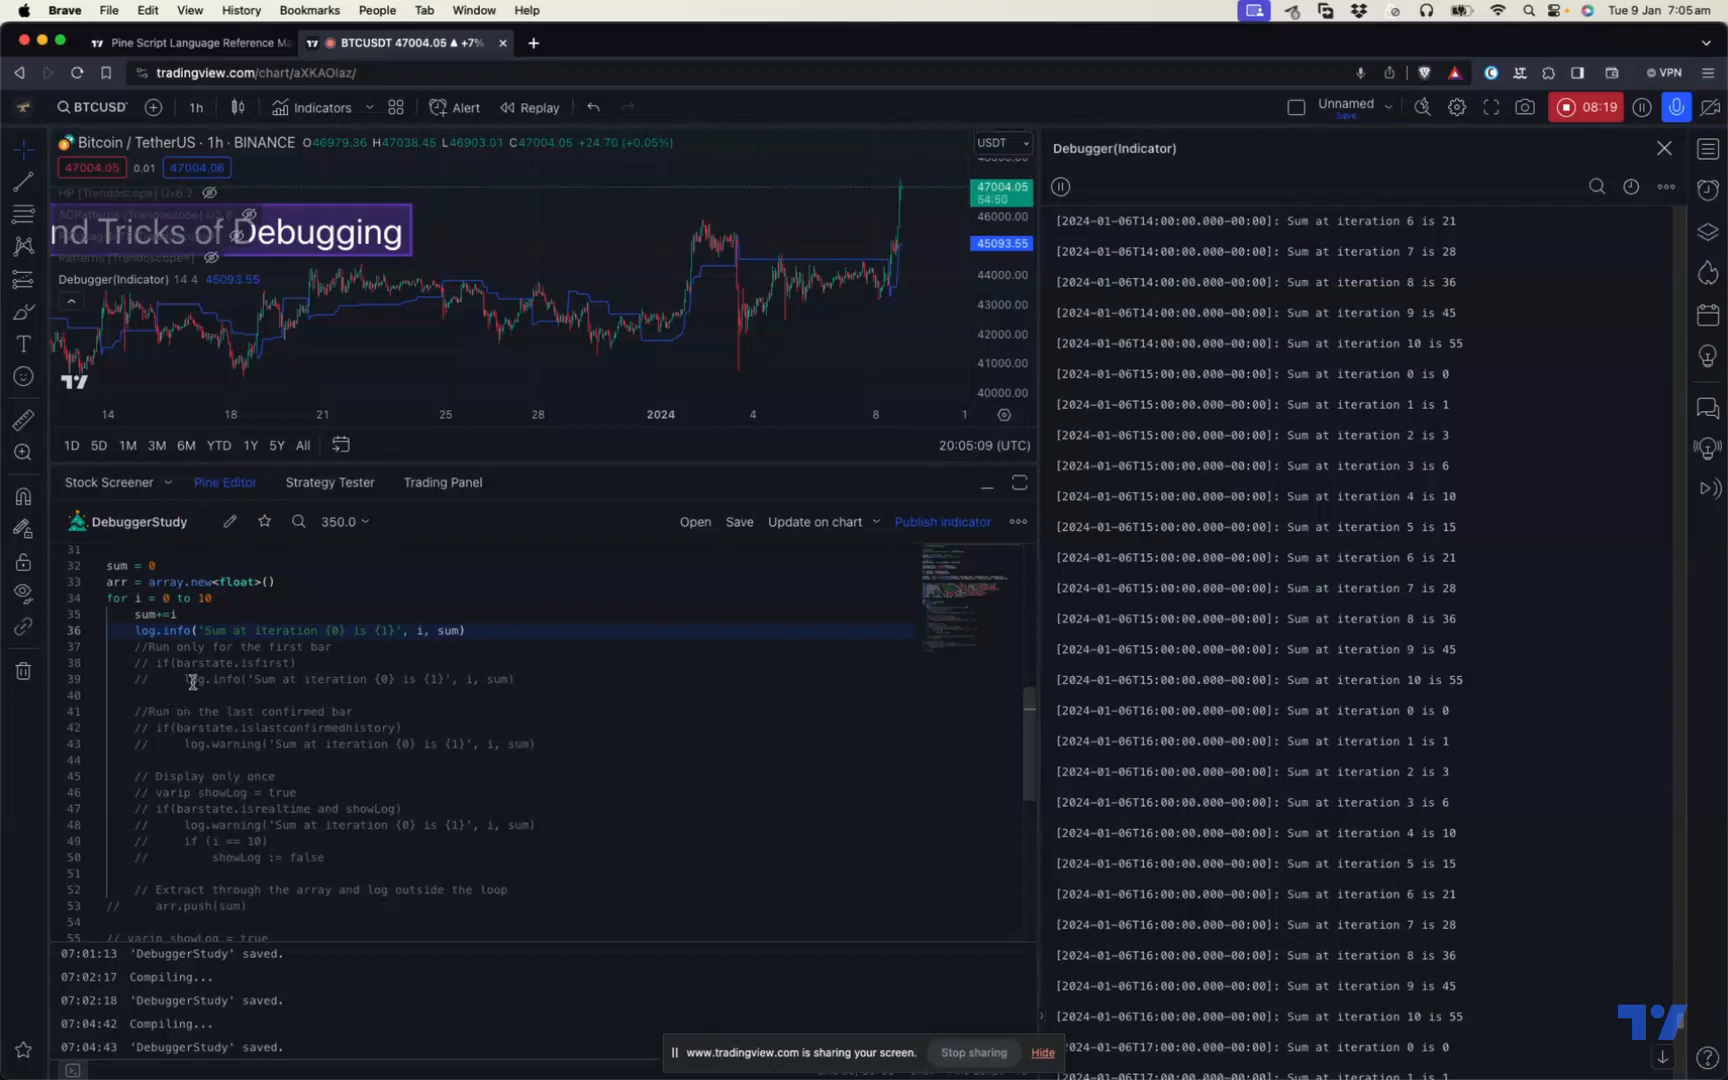 Brave File Edit View History Bookmarks People Tab Window Help Tue 9 Jan 7:05am
Pine Script Language Reference Ma
BTCUSDT 47004.05 ▲ +7%
tradingview.com/chart/aXKAOlaz/
VPN
BTCUSD 1h Indicators Alert Replay
Unnamed
Save
08:19
Bitcoin / TetherUS · 1h · BINANCE O46979.36 H47038.45 L46903.01 C47004.05 +24.70 (+0.05%)
USDT
47004.05 0.01 47004.06
nd Tricks of Debugging
Debugger(Indicator) 14 4 45093.55
47004.05
54:50
46000.00
45093.55
44000.00
43000.00
42000.00
41000.00
40000.00
14 18 21 25 28 2024 4 8 1
1D 5D 1M 3M 6M YTD 1Y 5Y All
20:05:09 (UTC)
Stock Screener Pine Editor Strategy Tester Trading Panel
DebuggerStudy 350.0 Open Save Update on chart Publish indicator
31
32 sum = 0
33 arr = array.new<float>()
34 for i = 0 to 10
35 sum+=i
36 log.info('Sum at iteration {0} is {1}', i, sum)
37 //Run only for the first bar
38 // if(barstate.isfirst)
39 // log.info('Sum at iteration {0} is {1}', i, sum)
40
41 //Run on the last confirmed bar
42 // if(barstate.islastconfirmedhistory)
43 // log.warning('Sum at iteration {0} is {1}', i, sum)
44
45 // Display only once
46 // varip showLog = true
47 // if(barstate.isrealtime and showLog)
48 // log.warning('Sum at iteration {0} is {1}', i, sum)
49 // if (i == 10)
50 // showLog := false
51
52 // Extract through the array and log outside the loop
53 // arr.push(sum)
54
55 // varip showLog = true
07:01:13 'DebuggerStudy' saved.
07:02:17 Compiling...
07:02:18 'DebuggerStudy' saved.
07:04:42 Compiling...
07:04:43 'DebuggerStudy' saved.
www.tradingview.com is sharing your screen. Stop sharing Hide
Debugger(Indicator)
[2024-01-06T14:00:00.000-00:00]: Sum at iteration 6 is 21
[2024-01-06T14:00:00.000-00:00]: Sum at iteration 7 is 28
[2024-01-06T14:00:00.000-00:00]: Sum at iteration 8 is 36
[2024-01-06T14:00:00.000-00:00]: Sum at iteration 9 is 45
[2024-01-06T14:00:00.000-00:00]: Sum at iteration 10 is 55
[2024-01-06T15:00:00.000-00:00]: Sum at iteration 0 is 0
[2024-01-06T15:00:00.000-00:00]: Sum at iteration 1 is 1
[2024-01-06T15:00:00.000-00:00]: Sum at iteration 2 is 3
[2024-01-06T15:00:00.000-00:00]: Sum at iteration 3 is 6
[2024-01-06T15:00:00.000-00:00]: Sum at iteration 4 is 10
[2024-01-06T15:00:00.000-00:00]: Sum at iteration 5 is 15
[2024-01-06T15:00:00.000-00:00]: Sum at iteration 6 is 21
[2024-01-06T15:00:00.000-00:00]: Sum at iteration 7 is 28
[2024-01-06T15:00:00.000-00:00]: Sum at iteration 8 is 36
[2024-01-06T15:00:00.000-00:00]: Sum at iteration 9 is 45
[2024-01-06T15:00:00.000-00:00]: Sum at iteration 10 is 55
[2024-01-06T16:00:00.000-00:00]: Sum at iteration 0 is 0
[2024-01-06T16:00:00.000-00:00]: Sum at iteration 1 is 1
[2024-01-06T16:00:00.000-00:00]: Sum at iteration 2 is 3
[2024-01-06T16:00:00.000-00:00]: Sum at iteration 3 is 6
[2024-01-06T16:00:00.000-00:00]: Sum at iteration 4 is 10
[2024-01-06T16:00:00.000-00:00]: Sum at iteration 5 is 15
[2024-01-06T16:00:00.000-00:00]: Sum at iteration 6 is 21
[2024-01-06T16:00:00.000-00:00]: Sum at iteration 7 is 28
[2024-01-06T16:00:00.000-00:00]: Sum at iteration 8 is 36
[2024-01-06T16:00:00.000-00:00]: Sum at iteration 9 is 45
[2024-01-06T16:00:00.000-00:00]: Sum at iteration 10 is 55
[2024-01-06T17:00:00.000-00:00]: Sum at iteration 0 is 0
[2024-01-06T17:00:00.000-00:00]: Sum at iteration 1 is 1